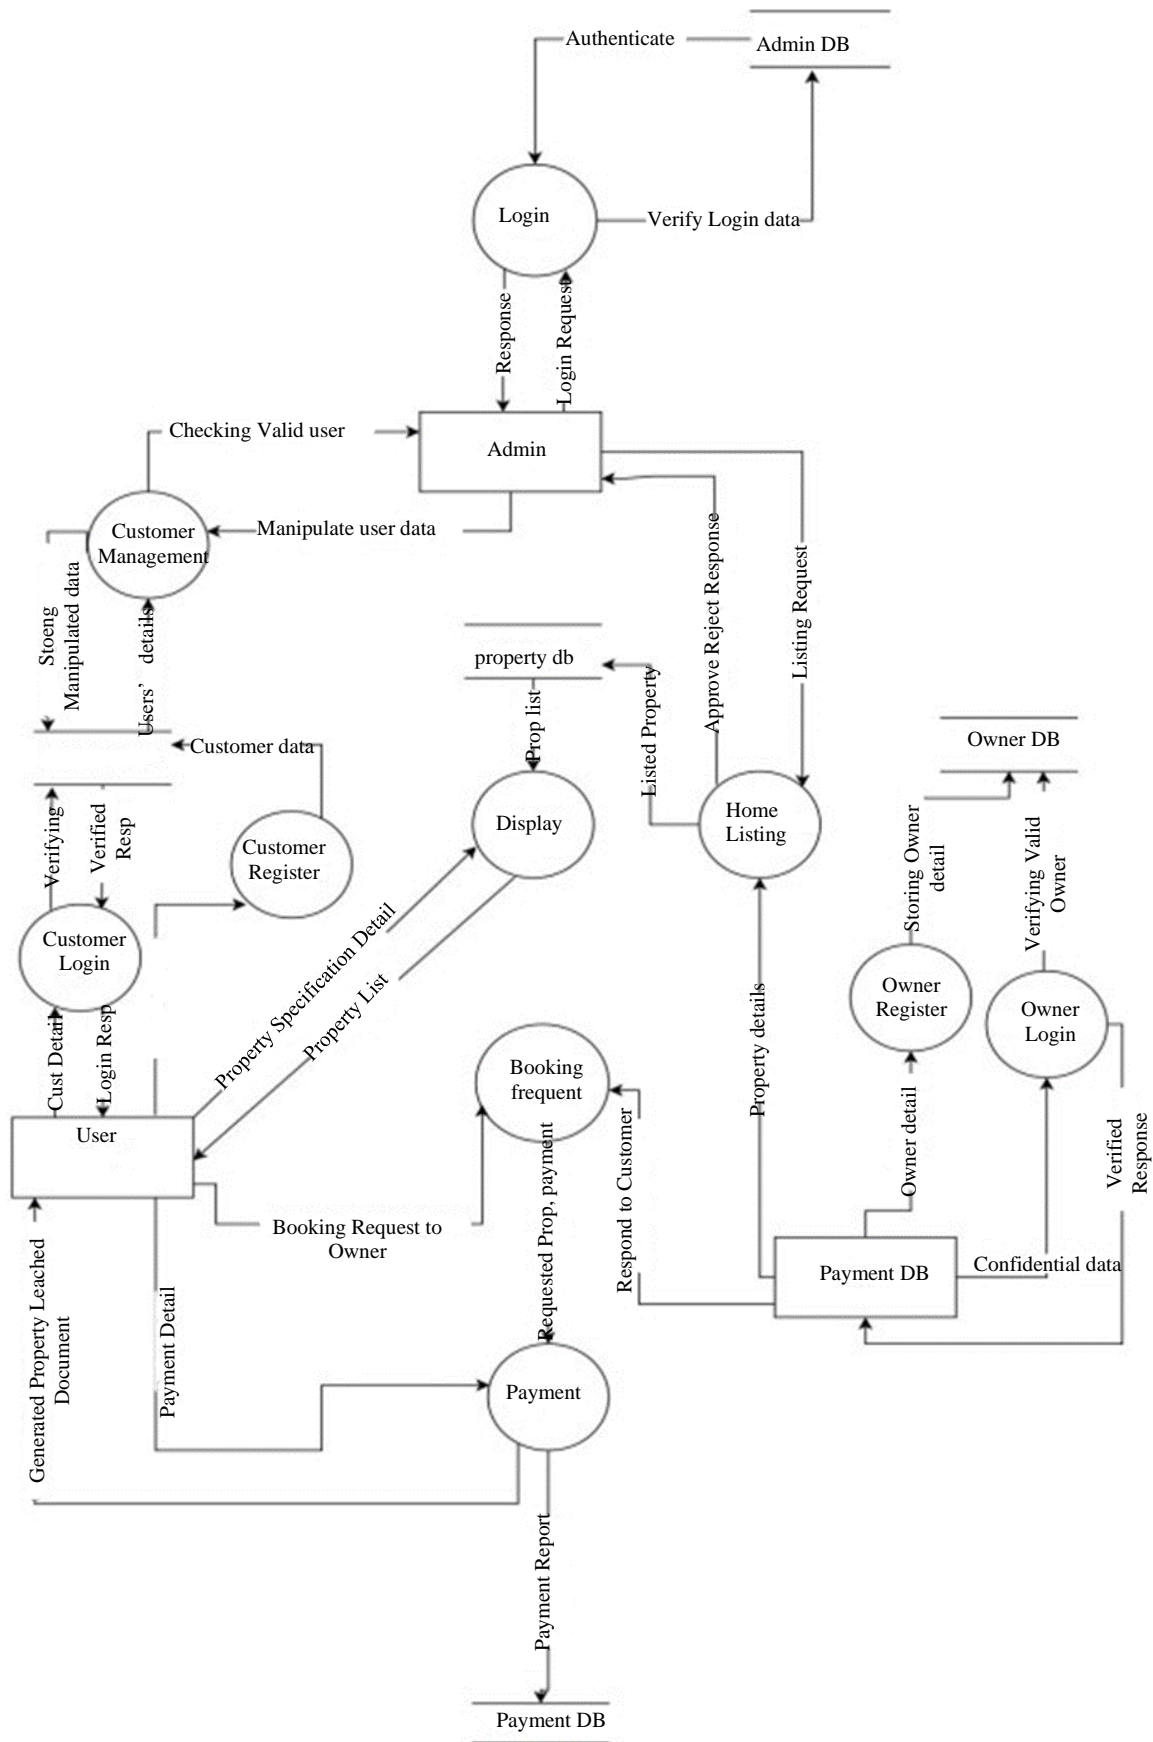 Authenticate
Admin DB
Login
Verify Login data
Response
Login Request
Checking Valid user
Admin
Customer
Management
Manipulate user data
Stoeng
Manipulated data
Users' details
Approve Reject Response
Listing Request
property db
Listed Property
Prop list
Customer data
Owner DB
Verifying
Verified
Resp
Customer
Register
Display
Home
Listing
Storing Owner
detail
Verifying Valid
Owner
Customer
Login
Property Specification Detail
Property List
Owner
Register
Owner
Login
Cust Detail
Login Resp
Booking
frequent
Property details
Owner detail
Verified
Response
User
Requested Prop, payment
Respond to Customer
Booking Request to
Owner
Payment DB
Confidential data
Generated Property Leached
Document
Payment Detail
Payment
Payment Report
Payment DB